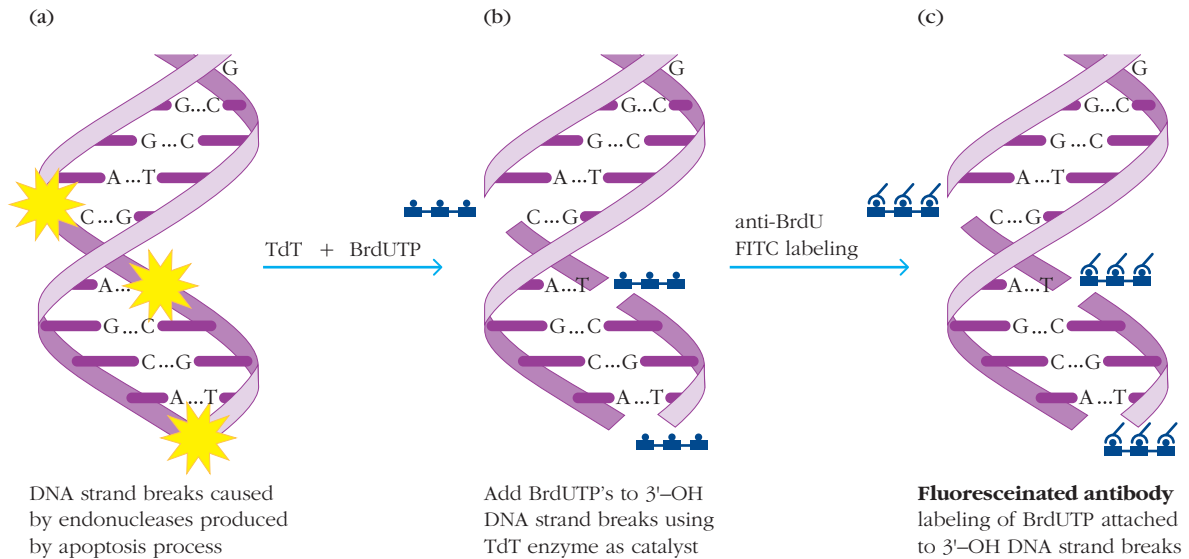 (a)
G
G...C
G...C
A...T
C...G
A...
G...C
C...G
A...T
DNA strand breaks caused
by endonucleases produced
by apoptosis process
TdT + BrdUTP
(b)
G
G...C
G...C
A...T
C...G
A...T
G...C
C...G
A...T
Add BrdUTP's to 3'–OH
DNA strand breaks using
TdT enzyme as catalyst
anti-BrdU
FITC labeling
(c)
G
G...C
G...C
A...T
C...G
A...T
G...C
C...G
A...T
Fluoresceinated antibody
labeling of BrdUTP attached
to 3'–OH DNA strand breaks